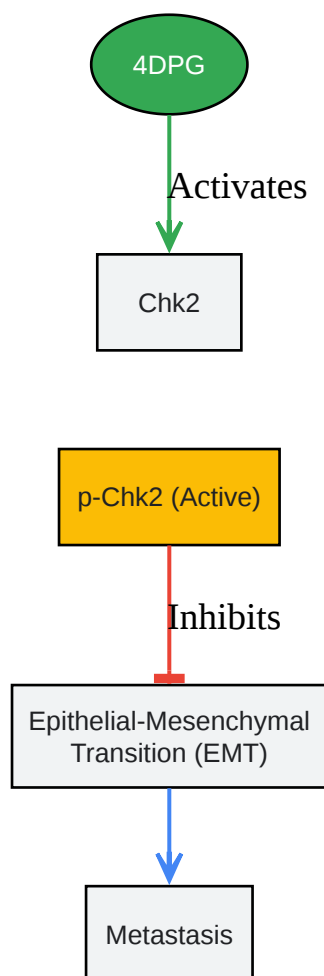 4DPG
Activates
Chk2
p-Chk2 (Active)
Inhibits
Epithelial-Mesenchymal
Transition (EMT)
Metastasis